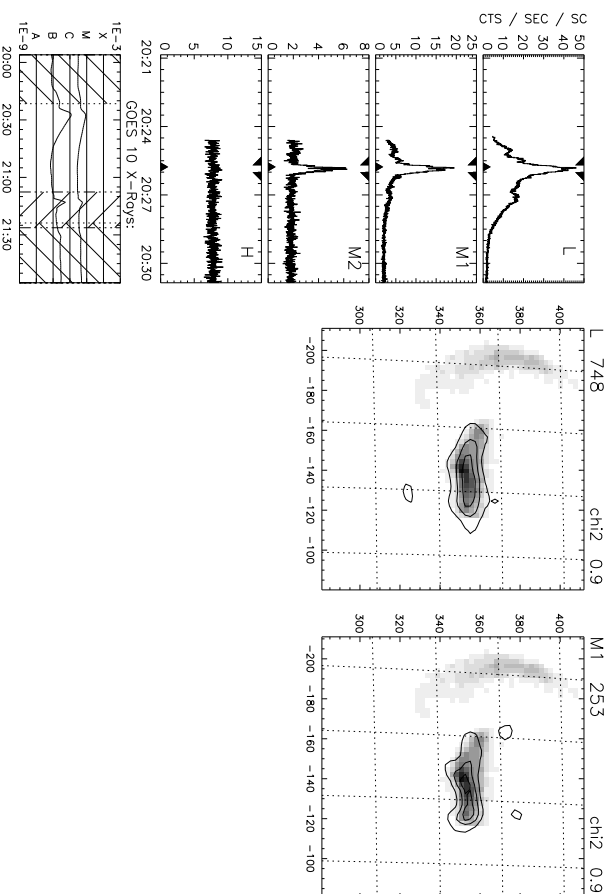 CTS / SEC / SC
50
40
30
20
10
0
L
25
20
15
10
5
0
M1
8
6
4
2
0
M2
15
10
5
0
H
20:21 20:24 20:27 20:30
GOES 10 X-Rays:
1E-3
X
M
C
B
A
1E-9
20:00 20:30 21:00 21:30
L 748 chi2 0.9
400
380
360
340
320
300
-200 -180 -160 -140 -120 -100
M1 253 chi2 0.9
400
380
360
340
320
300
-200 -180 -160 -140 -120 -100